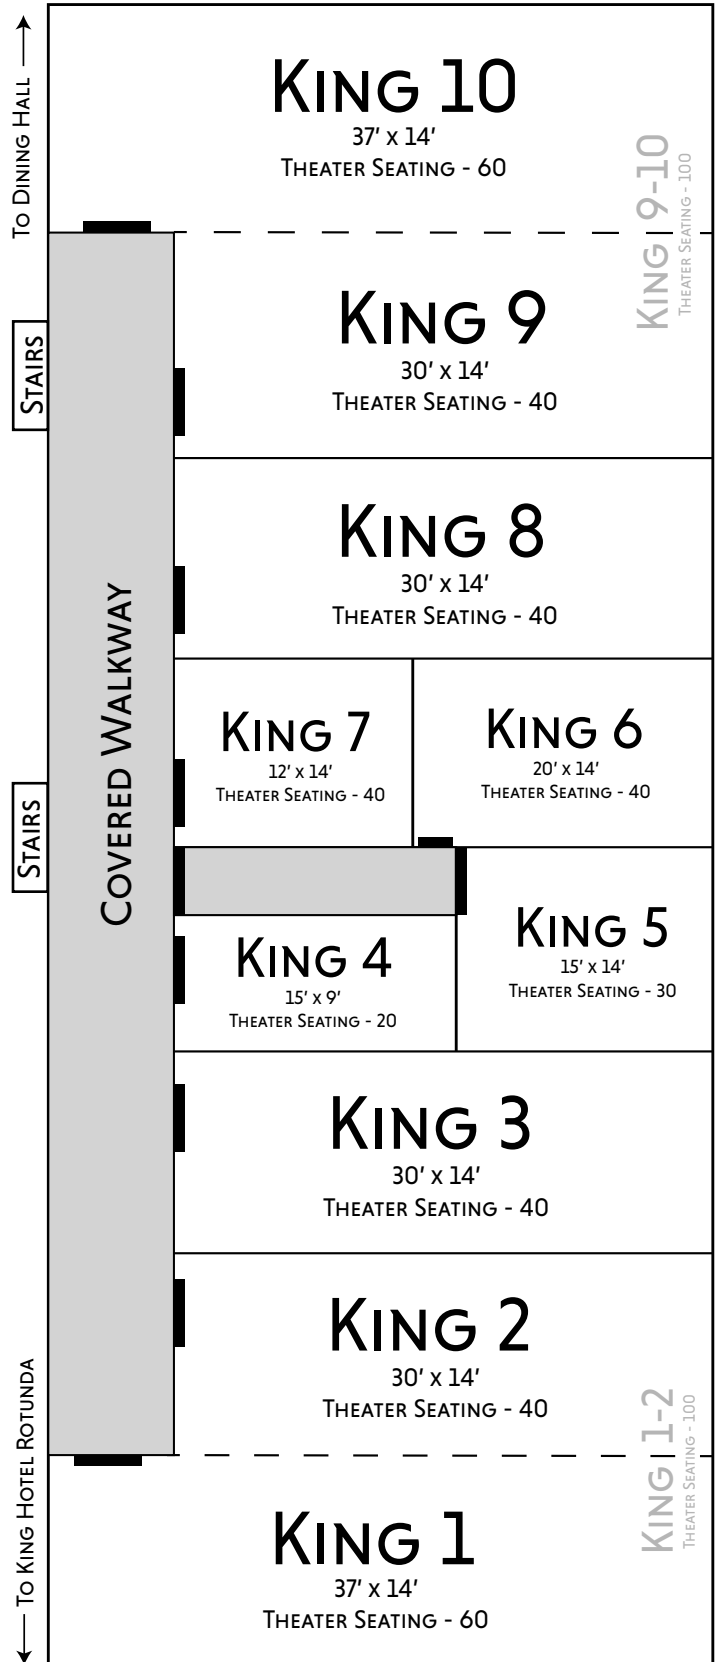 To Dining Hall
King 10
37' x 14'
Theater Seating - 60
King 9-10
Theater Seating - 100
King 9
30' x 14'
Theater Seating - 40
Stairs
King 8
30' x 14'
Theater Seating - 40
Covered Walkway
King 7
12' x 14'
Theater Seating - 40
King 6
20' x 14'
Theater Seating - 40
Stairs
King 5
15' x 14'
Theater Seating - 30
King 4
15' x 9'
Theater Seating - 20
King 3
30' x 14'
Theater Seating - 40
King 2
30' x 14'
Theater Seating - 40
King 1-2
Theater Seating - 100
To King Hotel Rotunda
King 1
37' x 14'
Theater Seating - 60